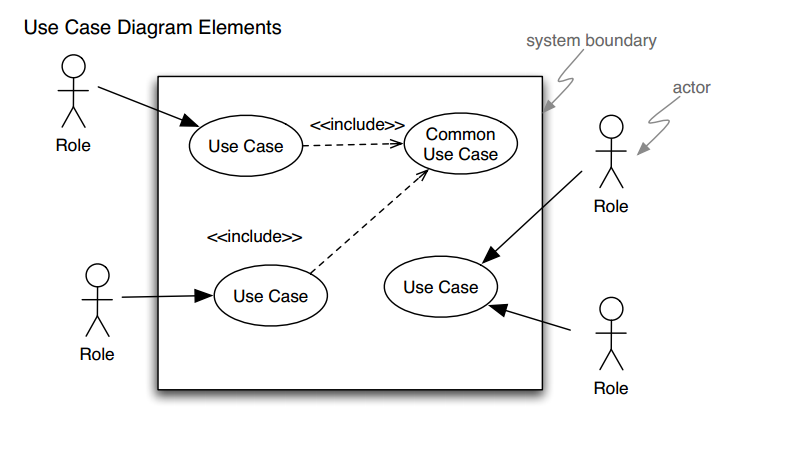 Use Case Diagram Elements
system boundary
actor
Role
Use Case
<<include>>
Common
Use Case
Role
<<include>>
Use Case
Use Case
Role
Role